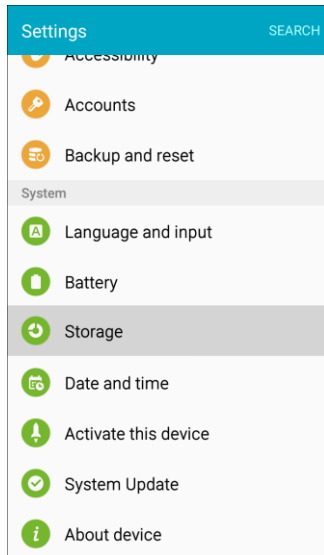 Settings
SEARCH
Accessibility
Accounts
Backup and reset
System
Language and input
Battery
Storage
Date and time
Activate this device
System Update
About device